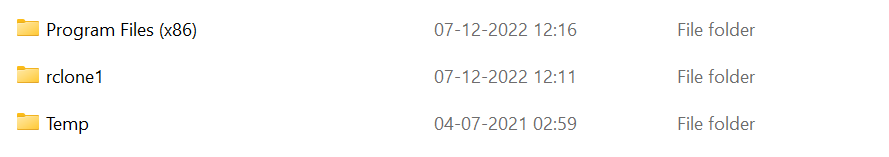 Program Files (x86) 07-12-2022 12:16 File folder
rclone1 07-12-2022 12:11 File folder
Temp 04-07-2021 02:59 File folder